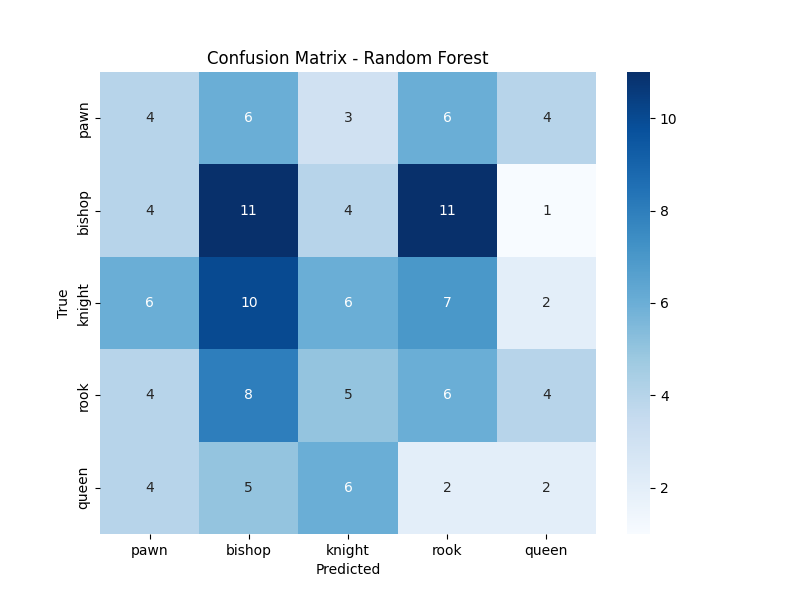 Confusion Matrix - Random Forest
pawn 4 6 3 6 4
bishop 4 11 4 11 1
knight 6 10 6 7 2
rook 4 8 5 6 4
queen 4 5 6 2 2
True
pawn bishop knight rook queen
Predicted
10
8
6
4
2